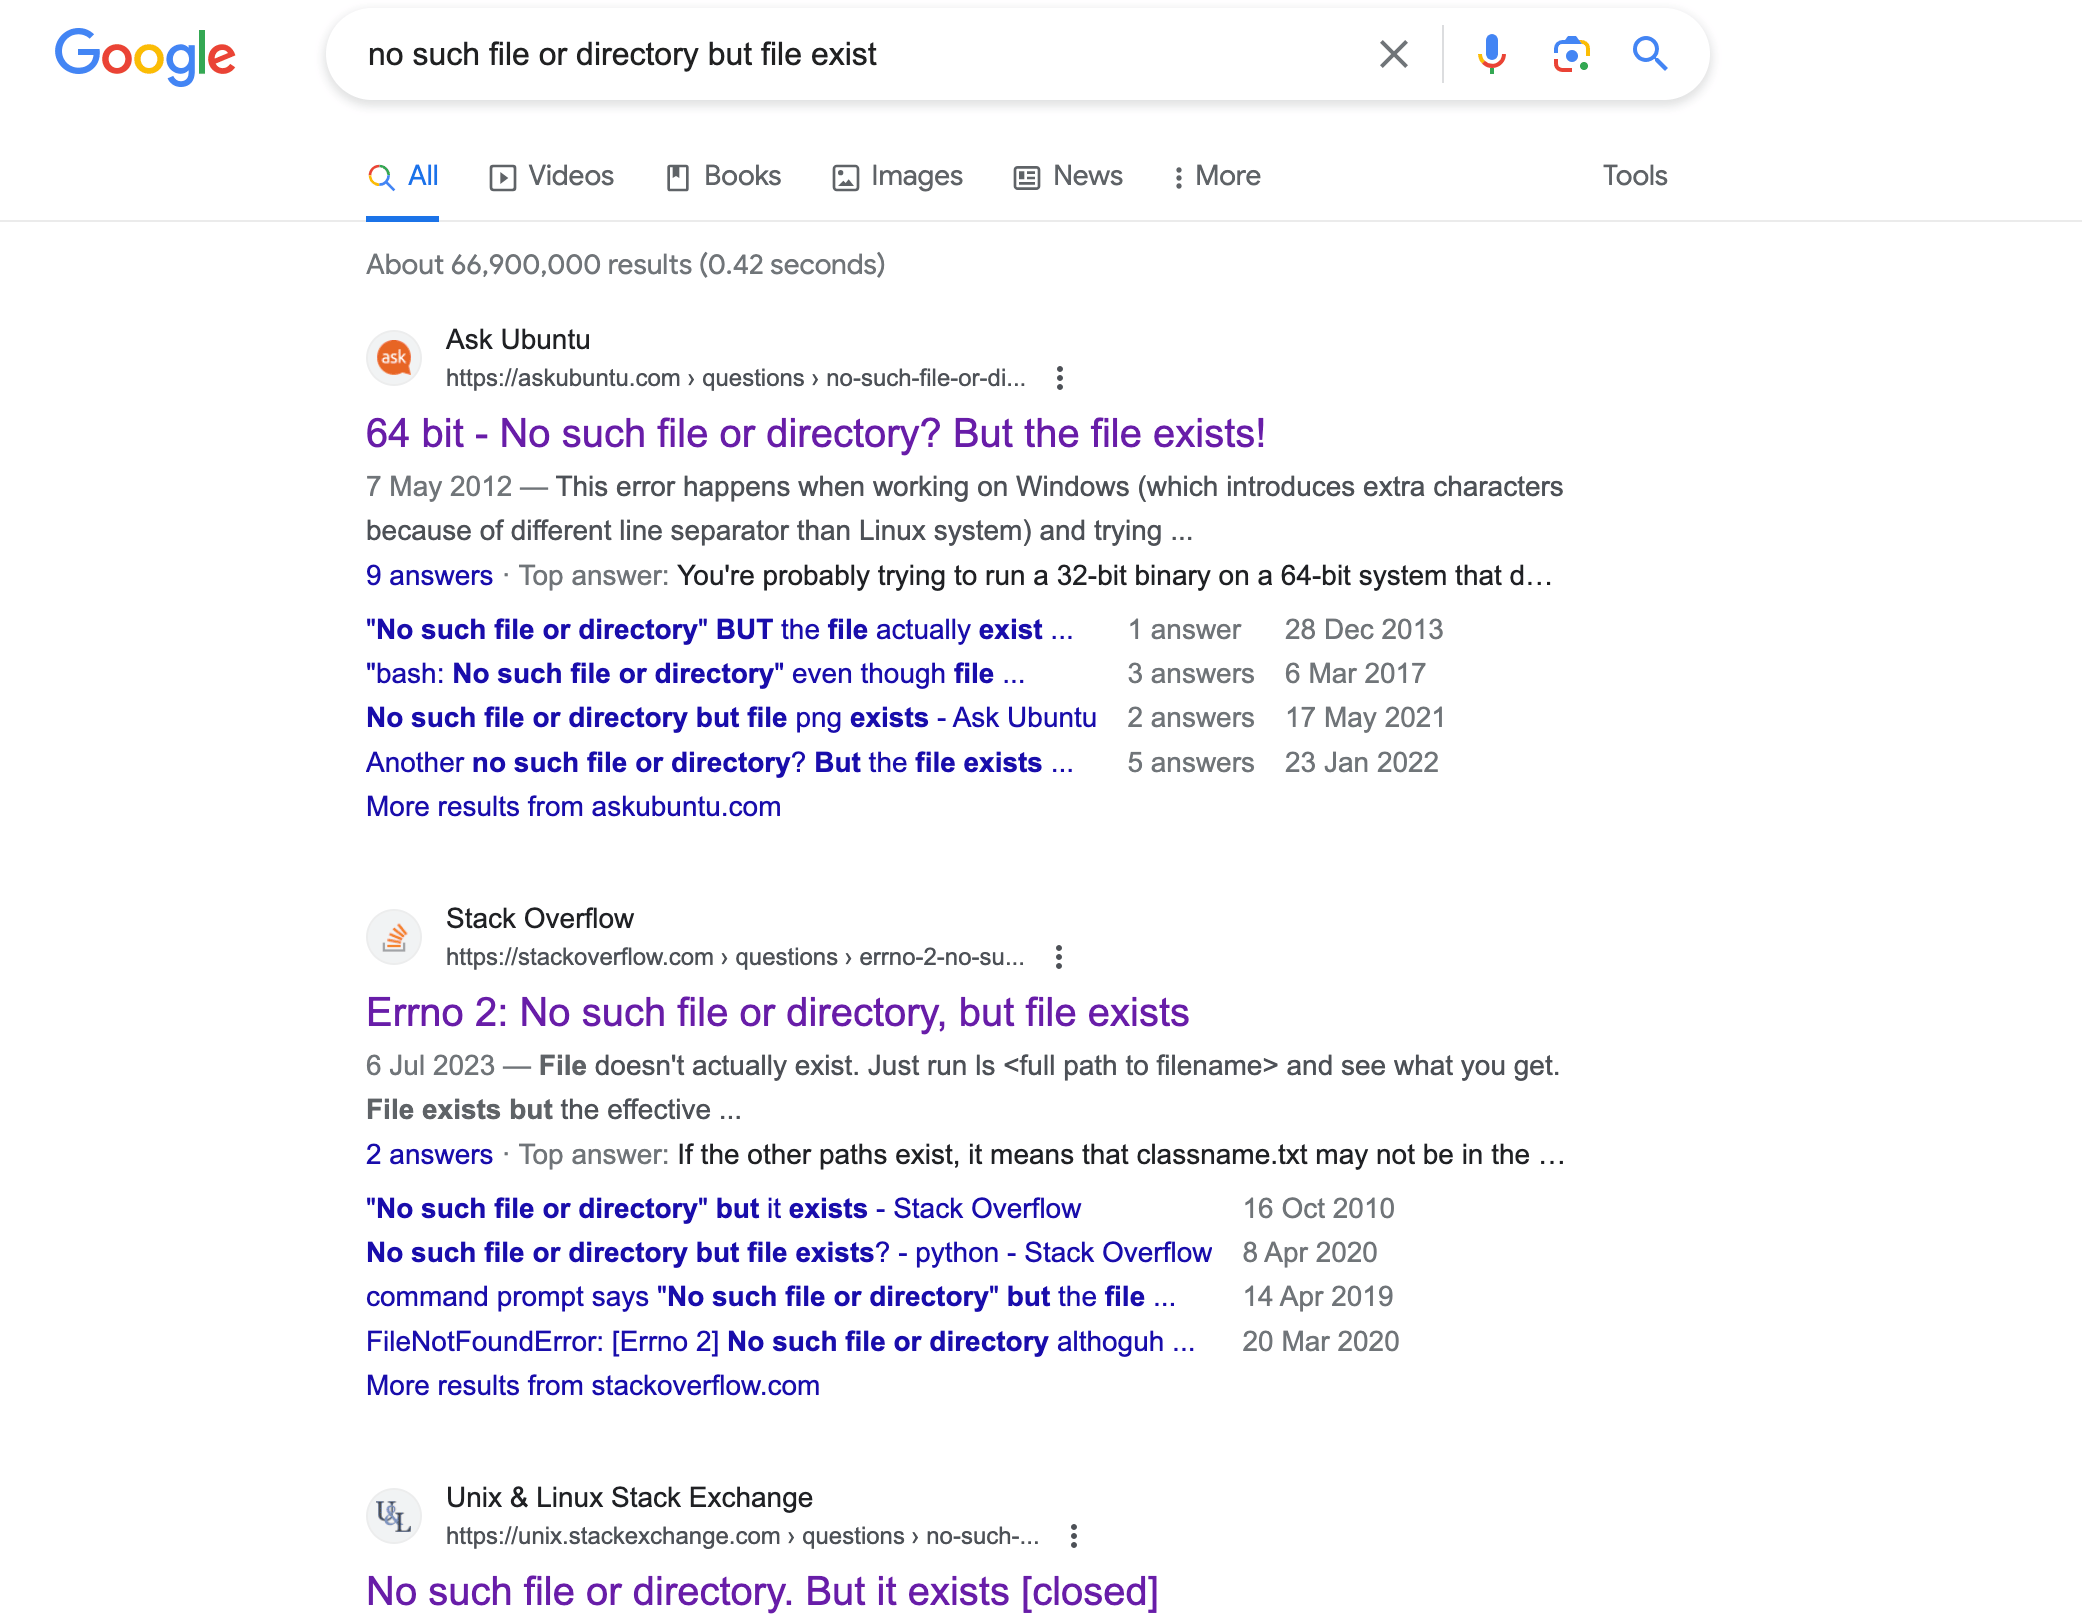 Google
no such file or directory but file exist
All Videos Books Images News More Tools
About 66,900,000 results (0.42 seconds)
ask
Ask Ubuntu
https://askubuntu.com › questions › no-such-file-or-di...
64 bit - No such file or directory? But the file exists!
7 May 2012 — This error happens when working on Windows (which introduces extra characters
because of different line separator than Linux system) and trying ...
9 answers · Top answer: You're probably trying to run a 32-bit binary on a 64-bit system that d…
"No such file or directory" BUT the file actually exist ... 1 answer 28 Dec 2013
"bash: No such file or directory" even though file ... 3 answers 6 Mar 2017
No such file or directory but file png exists - Ask Ubuntu 2 answers 17 May 2021
Another no such file or directory? But the file exists ... 5 answers 23 Jan 2022
More results from askubuntu.com
Stack Overflow
https://stackoverflow.com › questions › errno-2-no-su...
Errno 2: No such file or directory, but file exists
6 Jul 2023 — File doesn't actually exist. Just run ls <full path to filename> and see what you get.
File exists but the effective ...
2 answers · Top answer: If the other paths exist, it means that classname.txt may not be in the …
"No such file or directory" but it exists - Stack Overflow 16 Oct 2010
No such file or directory but file exists? - python - Stack Overflow 8 Apr 2020
command prompt says "No such file or directory" but the file ... 14 Apr 2019
FileNotFoundError: [Errno 2] No such file or directory althoguh ... 20 Mar 2020
More results from stackoverflow.com
U&L
Unix & Linux Stack Exchange
https://unix.stackexchange.com › questions › no-such-...
No such file or directory. But it exists [closed]